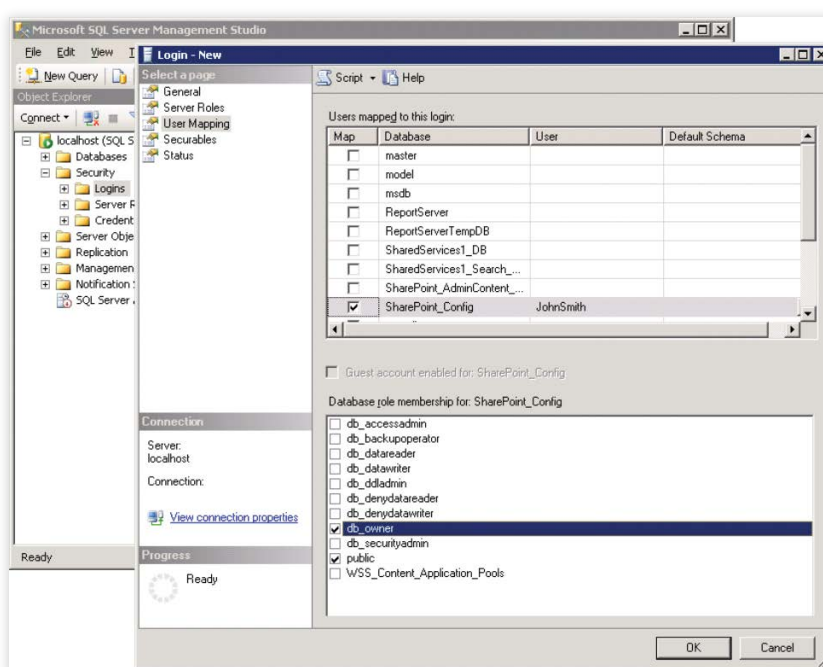 Microsoft SQL Server Management Studio
File Edit View
New Query
Object Explorer
Connect
localhost (SQL S
Databases
Security
Logins
Server R
Credent
Server Obje
Replication
Managemen
Notification
SQL Server
Ready
Login - New
Select a page
General
Server Roles
User Mapping
Securables
Status
Connection
Server:
localhost
Connection:
View connection properties
Progress
Ready
Script Help
Users mapped to this login:
Map Database User Default Schema
master
model
msdb
ReportServer
ReportServerTempDB
SharedServices1_DB
SharedServices1_Search_...
SharePoint_AdminContent_...
SharePoint_Config JohnSmith
Guest account enabled for: SharePoint_Config
Database role membership for: SharePoint_Config
db_accessadmin
db_backupoperator
db_datareader
db_datawriter
db_ddladmin
db_denydatareader
db_denydatawriter
db_owner
db_securityadmin
public
WSS_Content_Application_Pools
OK Cancel